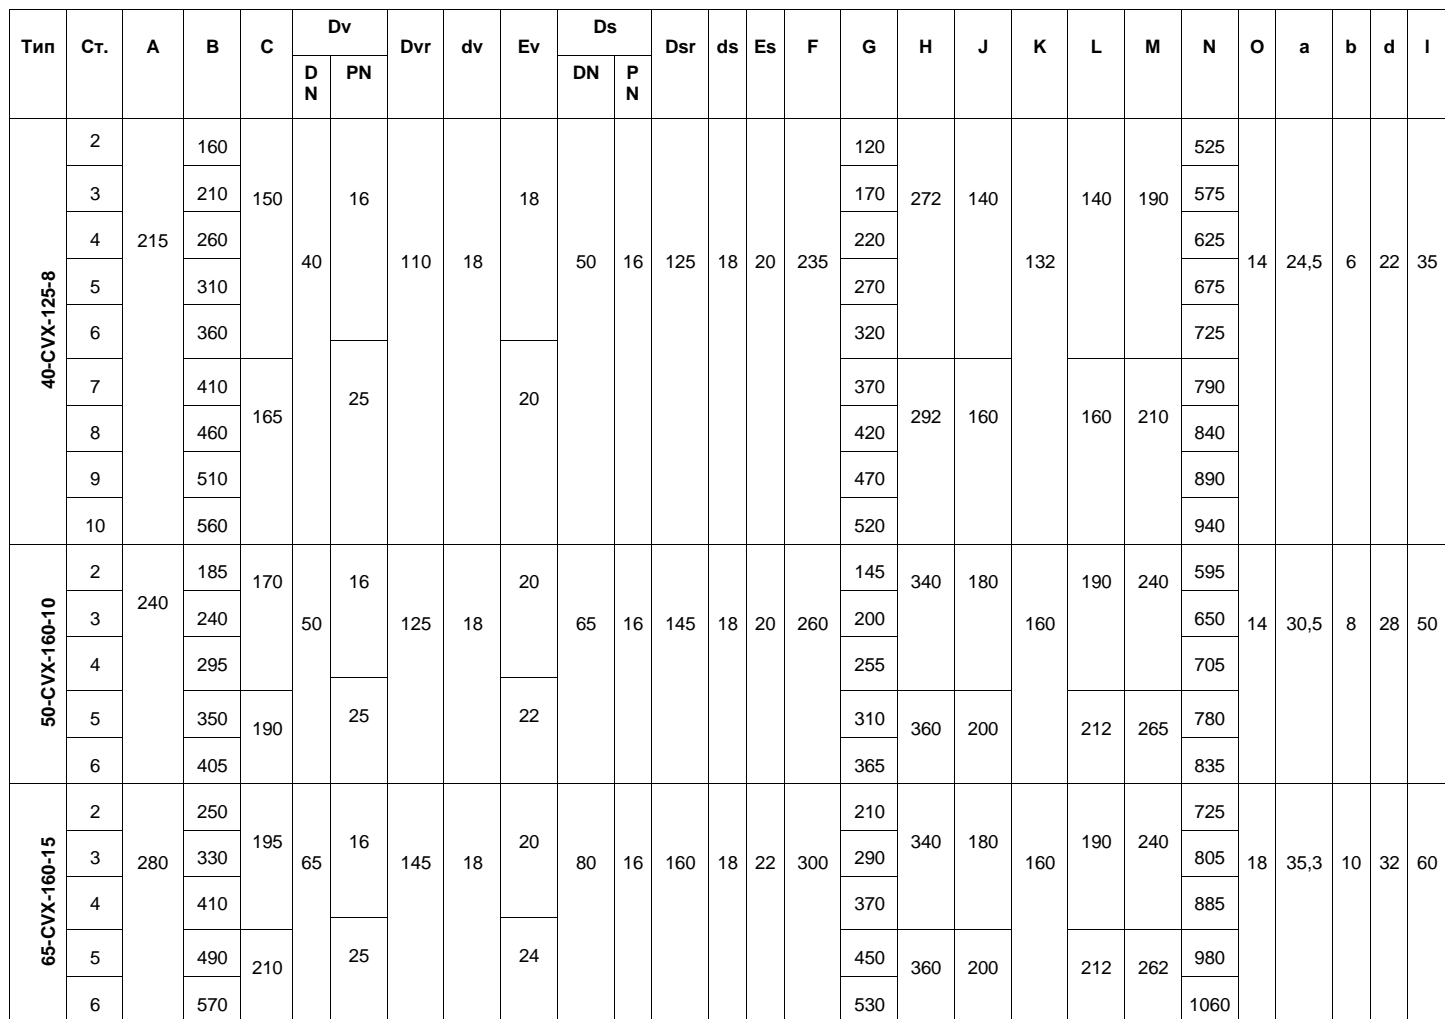 Тип Ст. A B C Dv Dvr dv Ev Ds Dsr ds Es F G H J K L M N O a b d l
DN PN DN PN
40-CVX-125-8
2 160 120 525
3 210 150 16 18 170 272 140 140 190 575
4 215 260 220 625
40 110 18 50 16 125 18 20 235 132 14 24,5 6 22 35
5 310 270 675
6 360 320 725
7 410 370 790
25 20
165 292 160 160 210
8 460 420 840
9 510 470 890
10 560 520 940
50-CVX-160-10
2 185 170 16 20 145 340 180 190 240 595
240
3 240 50 125 18 65 16 145 18 20 260 200 160 650 14 30,5 8 28 50
4 295 255 705
5 350 190 25 22 310 360 200 212 265 780
6 405 365 835
65-CVX-160-15
2 250 210 725
195 16 20 340 180 190 240
3 280 330 65 145 18 80 16 160 18 22 300 290 160 805 18 35,3 10 32 60
4 410 370 885
5 490 210 25 24 450 360 200 212 262 980
6 570 530 1060